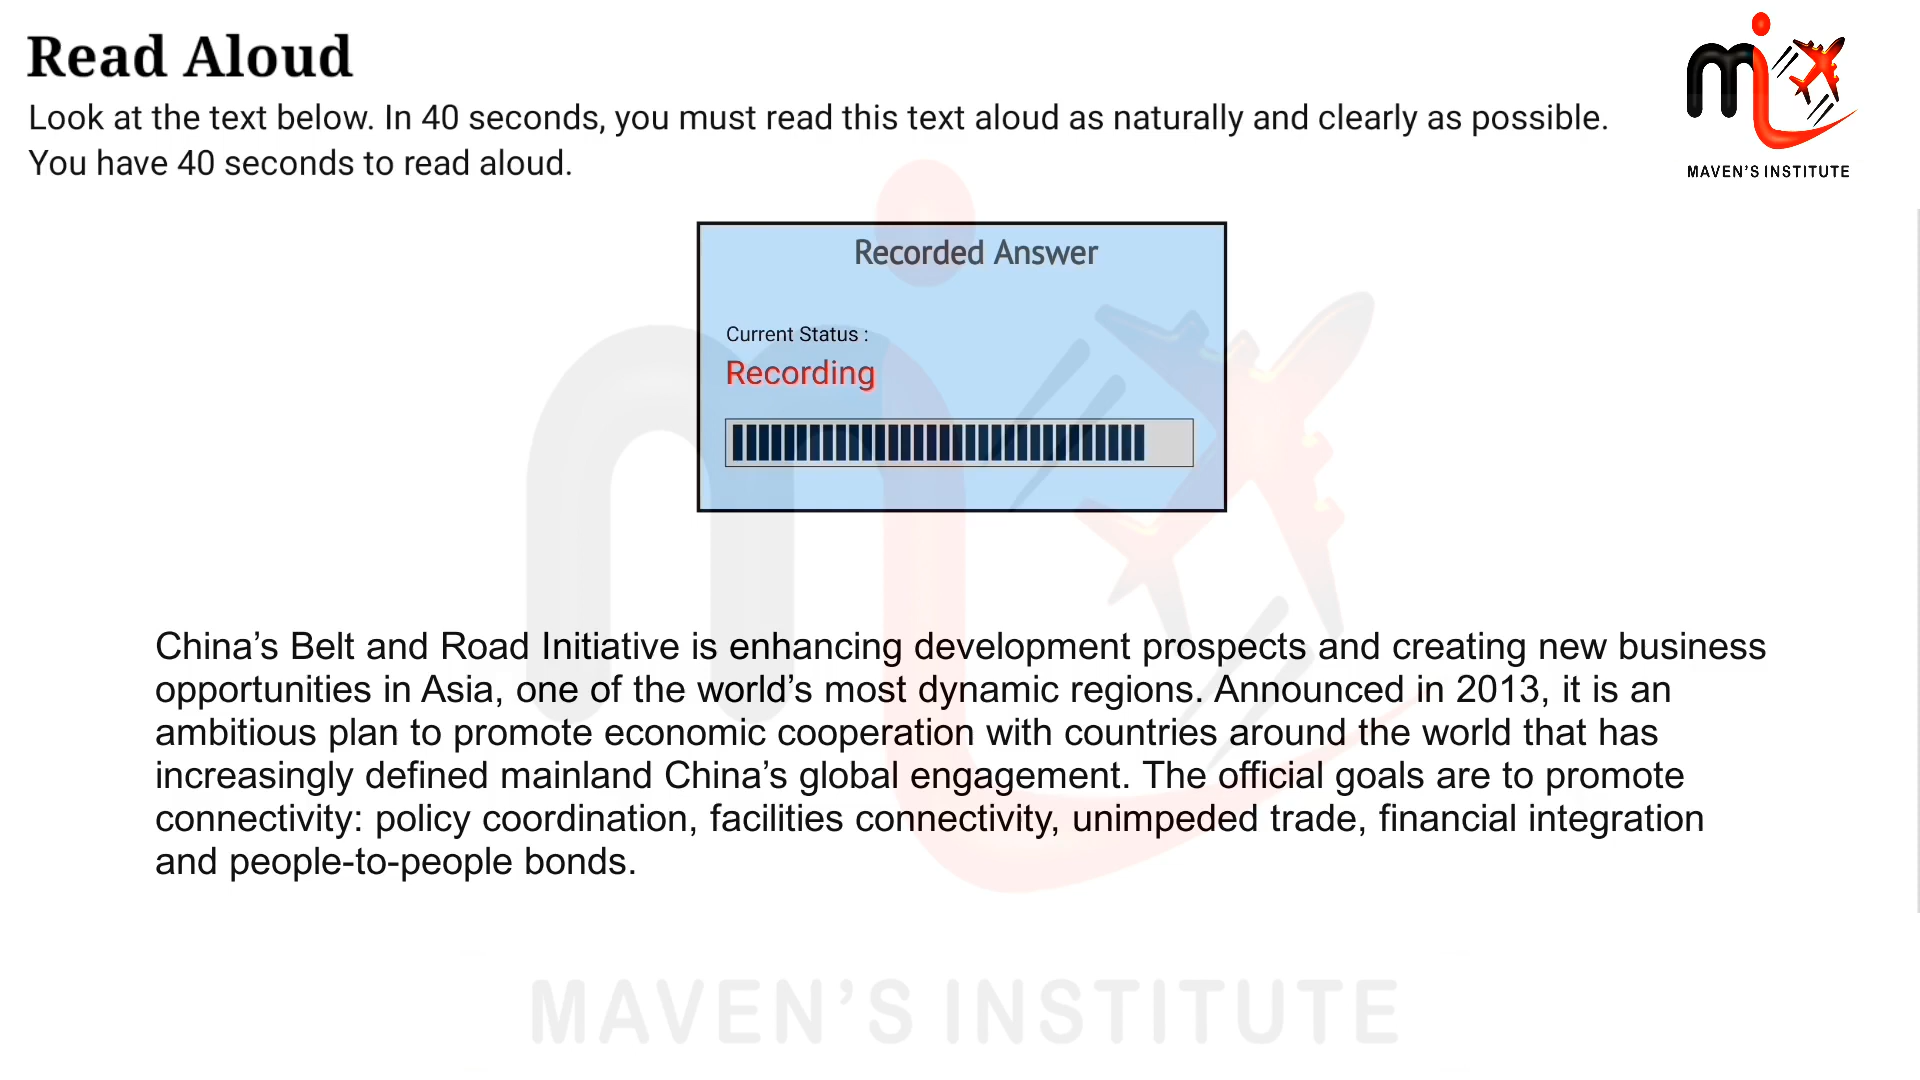 Read Aloud
Look at the text below. In 40 seconds, you must read this text aloud as naturally and clearly as possible.
You have 40 seconds to read aloud.
MAVEN'S INSTITUTE
Recorded Answer
Current Status :
Recording
China’s Belt and Road Initiative is enhancing development prospects and creating new business
opportunities in Asia, one of the world’s most dynamic regions. Announced in 2013, it is an
ambitious plan to promote economic cooperation with countries around the world that has
increasingly defined mainland China’s global engagement. The official goals are to promote
connectivity: policy coordination, facilities connectivity, unimpeded trade, financial integration
and people-to-people bonds.
MAVEN’S INSTITUTE